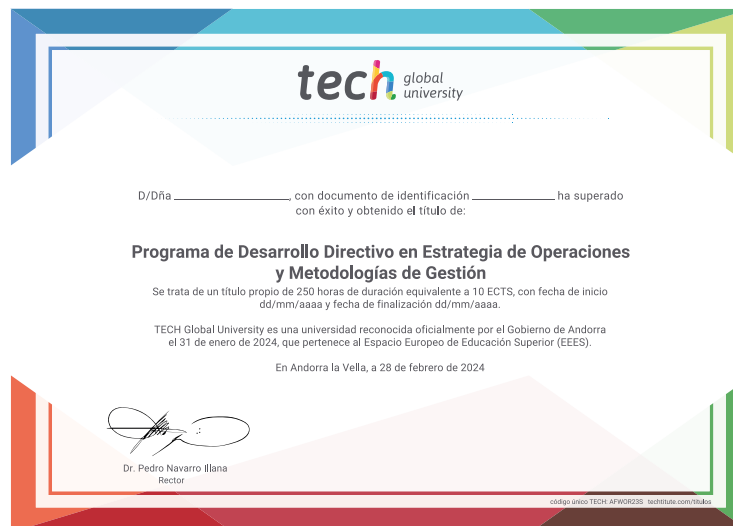 tech global university
D/Dña ______________, con documento de identificación ______________ ha superado
con éxito y obtenido el título de:
Programa de Desarrollo Directivo en Estrategia de Operaciones
y Metodologías de Gestión
Se trata de un título propio de 250 horas de duración equivalente a 10 ECTS, con fecha de inicio
dd/mm/aaaa y fecha de finalización dd/mm/aaaa.
TECH Global University es una universidad reconocida oficialmente por el Gobierno de Andorra
el 31 de enero de 2024, que pertenece al Espacio Europeo de Educación Superior (EEES).
En Andorra la Vella, a 28 de febrero de 2024
Dr. Pedro Navarro Illana
Rector
código único TECH: AFWOR23S techtitute.com/titulos